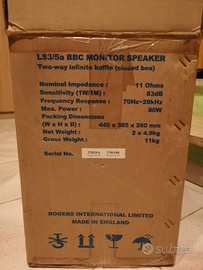 LS3/5a BBC MONITOR SPEAKER
Two-way infinite baffle (closed box)
Nominal Impedance : 11 Ohms
Sensitivity (1W/1M) : 83dB
Frequency Response : 70Hz-20kHz
Max. Power : 80W
Packing Dimensions
(W x H x D) : 440 x 385 x 260 mm
Net Weight : 2 x 4.9kg
Gross Weight : 11kg
Serial No.
ROGERS INTERNATIONAL LIMITED
MADE IN ENGLAND
Subito